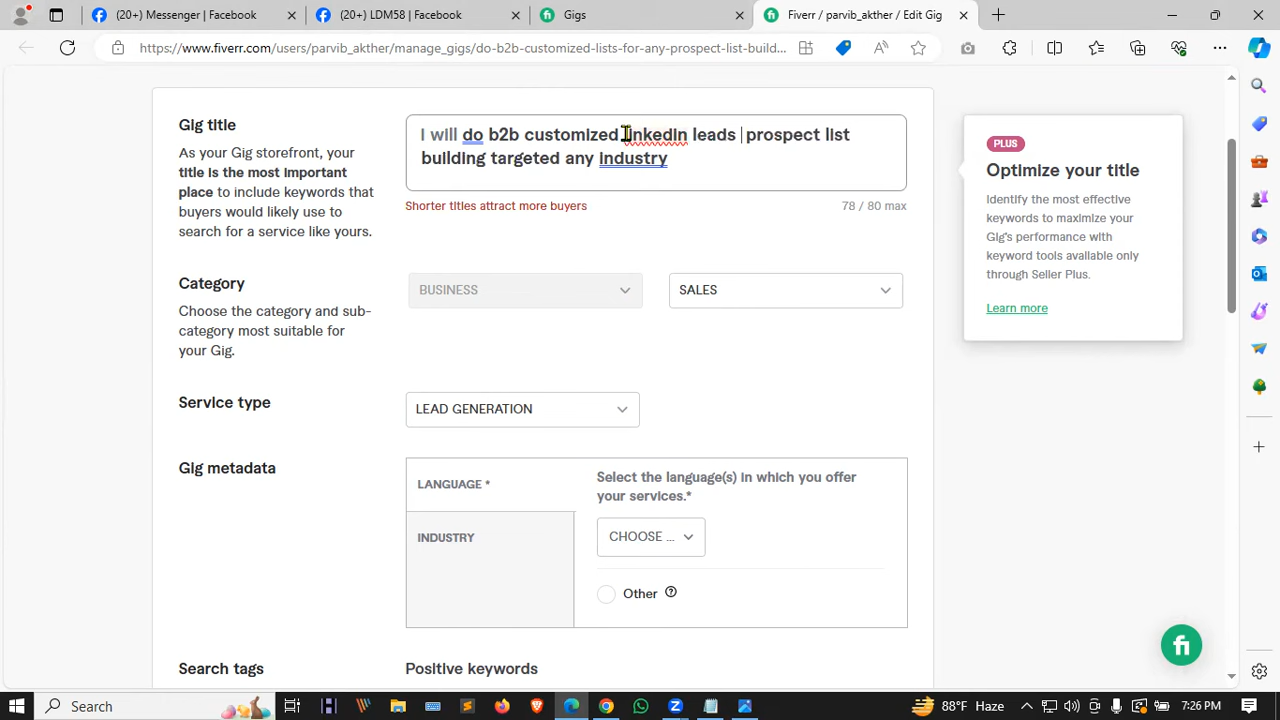 (20+) Messenger | Facebook
(20+) LDM58 | Facebook
Gigs
Fiverr / parvib_akther / Edit Gig
https://www.fiverr.com/users/parvib_akther/manage_gigs/do-b2b-customized-lists-for-any-prospect-list-build...
Gig title
As your Gig storefront, your
title is the most important
place to include keywords that
buyers would likely use to
search for a service like yours.
I will do b2b customized linkedin leads prospect list
building targeted any industry
Shorter titles attract more buyers
78 / 80 max
PLUS
Optimize your title
Identify the most effective
keywords to maximize your
Gig's performance with
keyword tools available only
through Seller Plus.
Learn more
Category
Choose the category and sub-
category most suitable for
your Gig.
BUSINESS
SALES
Service type
LEAD GENERATION
Gig metadata
LANGUAGE *
INDUSTRY
Select the language(s) in which you offer
your services.*
CHOOSE ...
Other
Search tags
Positive keywords
fi
Search
88°F Haze
7:26 PM